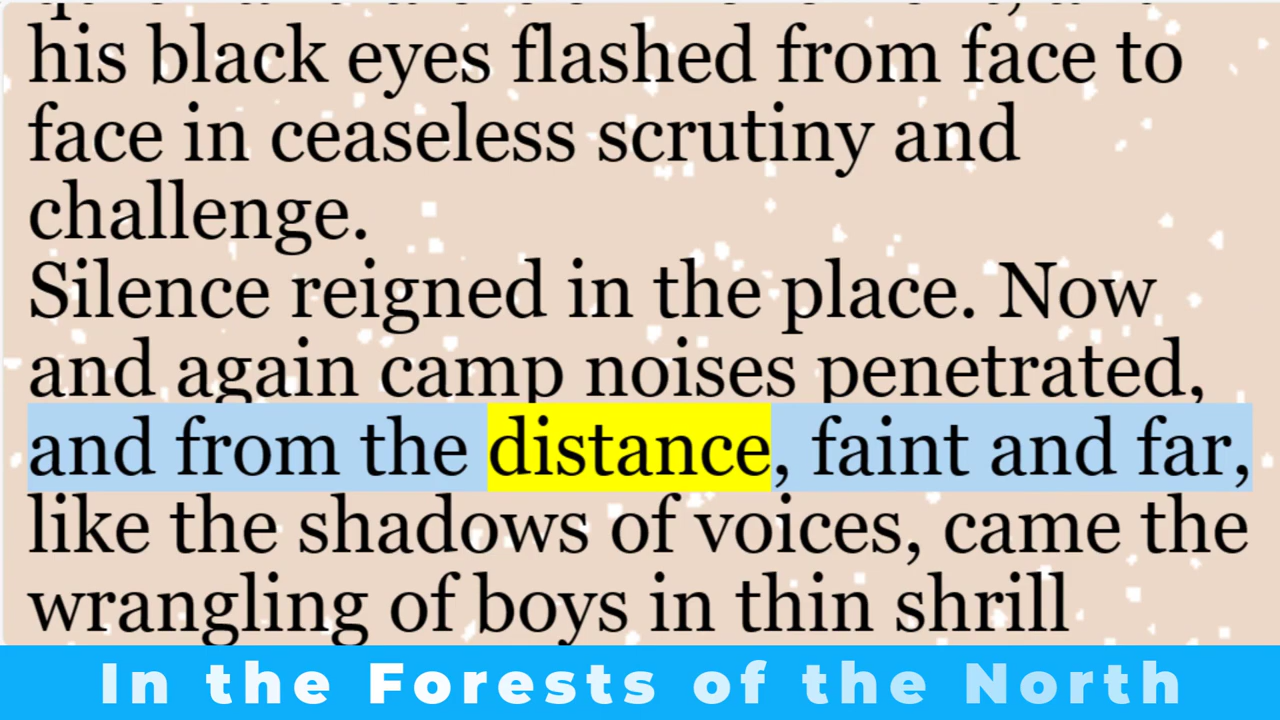 his black eyes flashed from face to
face in ceaseless scrutiny and
challenge.
Silence reigned in the place. Now
and again camp noises penetrated,
and from the distance, faint and far,
like the shadows of voices, came the
wrangling of boys in thin shrill
In the Forests of the North